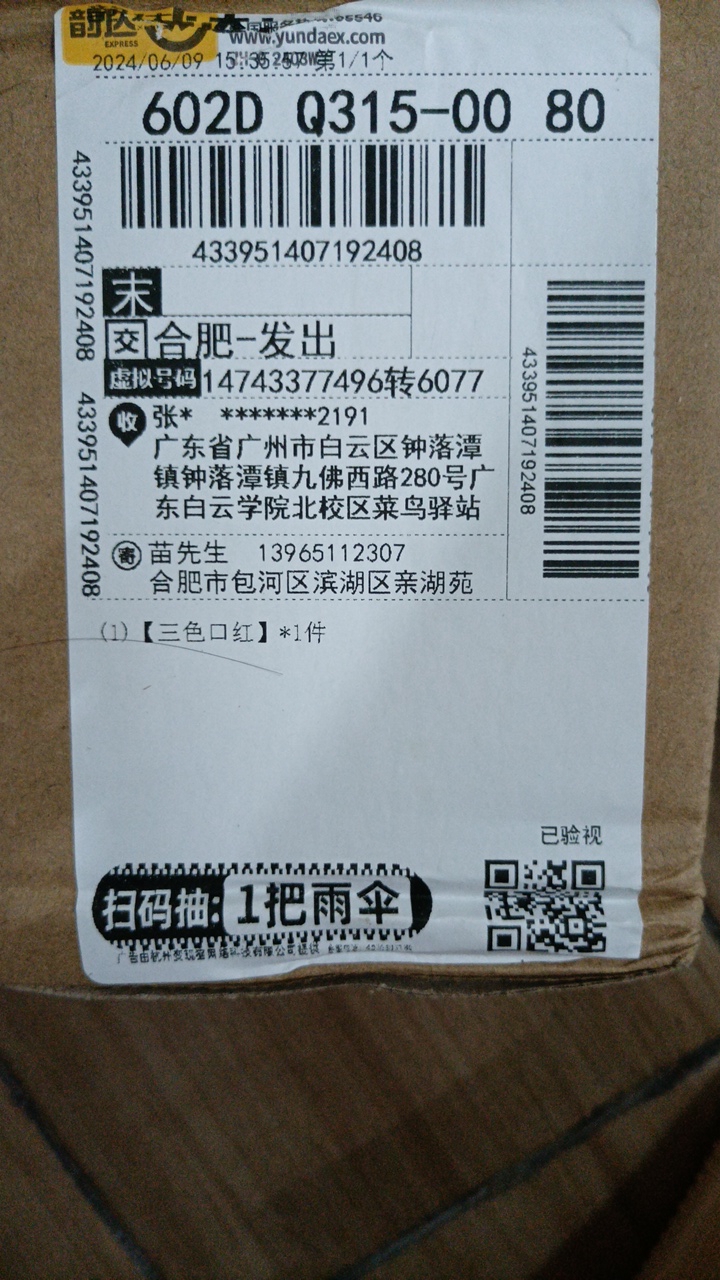 韵达
EXPRESS
www.yundaex.com
2024/06/09 15:35:57 第1/1个
602D Q315-00 80
433951407192408
433951407192408
433951407192408
433951407192408
末
交 合肥-发出
虚拟号码 14743377496转6077
收 张* *******2191
广东省广州市白云区钟落潭
镇钟落潭镇九佛西路280号广
东白云学院北校区菜鸟驿站
寄 苗先生 13965112307
合肥市包河区滨湖区亲湖苑
(1)【三色口红】*1件
已验视
扫码抽:1把雨伞